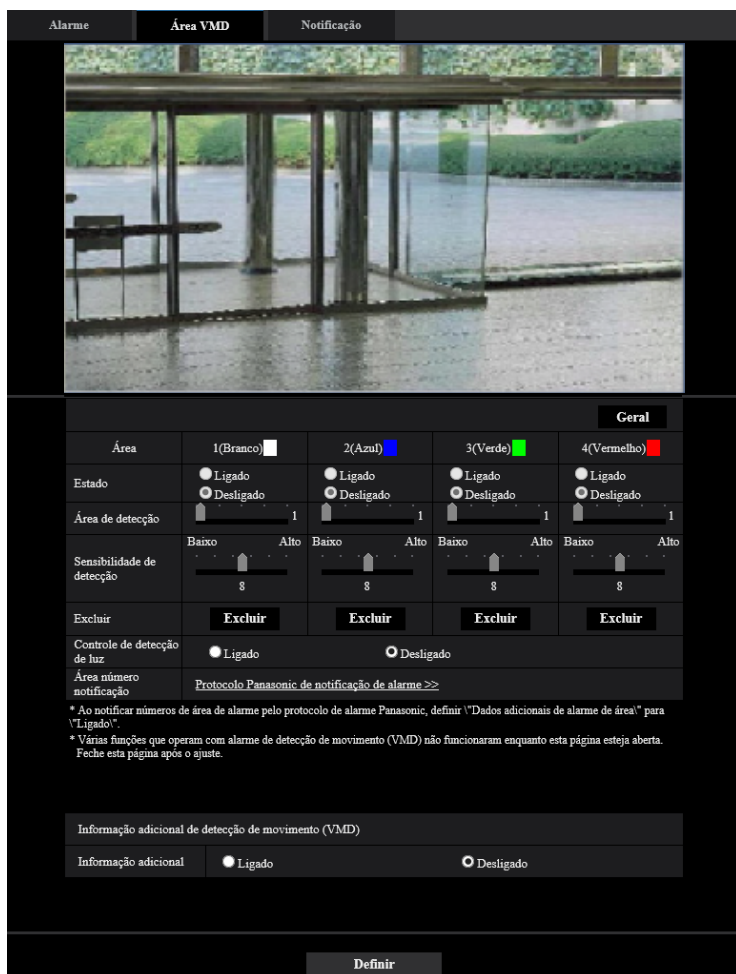 Alarme Área VMD Notificação
Geral
Área 1(Branco) 2(Azul) 3(Verde) 4(Vermelho)
Estado Ligado Ligado Ligado Ligado
Desligado Desligado Desligado Desligado
Área de detecção 1 1 1 1
Baixo Alto Baixo Alto Baixo Alto Baixo Alto
Sensibilidade de
detecção
8 8 8 8
Excluir Excluir Excluir Excluir Excluir
Controle de detecção
de luz Ligado Desligado
Área número
notificação Protocolo Panasonic de notificação de alarme >>
* Ao notificar números de área de alarme pelo protocolo de alarme Panasonic, definir \"Dados adicionais de alarme de área\" para
\"Ligado\".
* Várias funções que operam com alarme de detecção de movimento (VMD) não funcionaram enquanto esta página esteja aberta.
Feche esta página após o ajuste.
Informação adicional de detecção de movimento (VMD)
Informação adicional Ligado Desligado
Definir